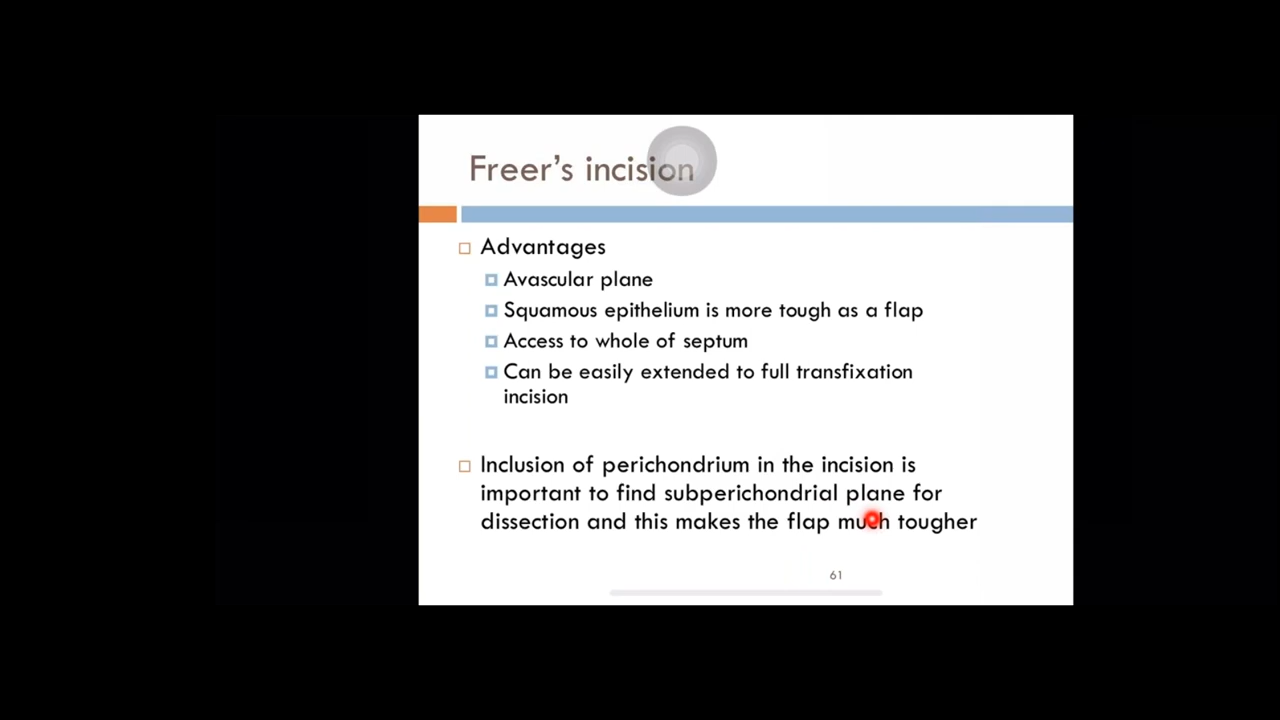 Freer's incision
Advantages
Avascular plane
Squamous epithelium is more tough as a flap
Access to whole of septum
Can be easily extended to full transfixation
incision
Inclusion of perichondrium in the incision is
important to find subperichondrial plane for
dissection and this makes the flap much tougher
61